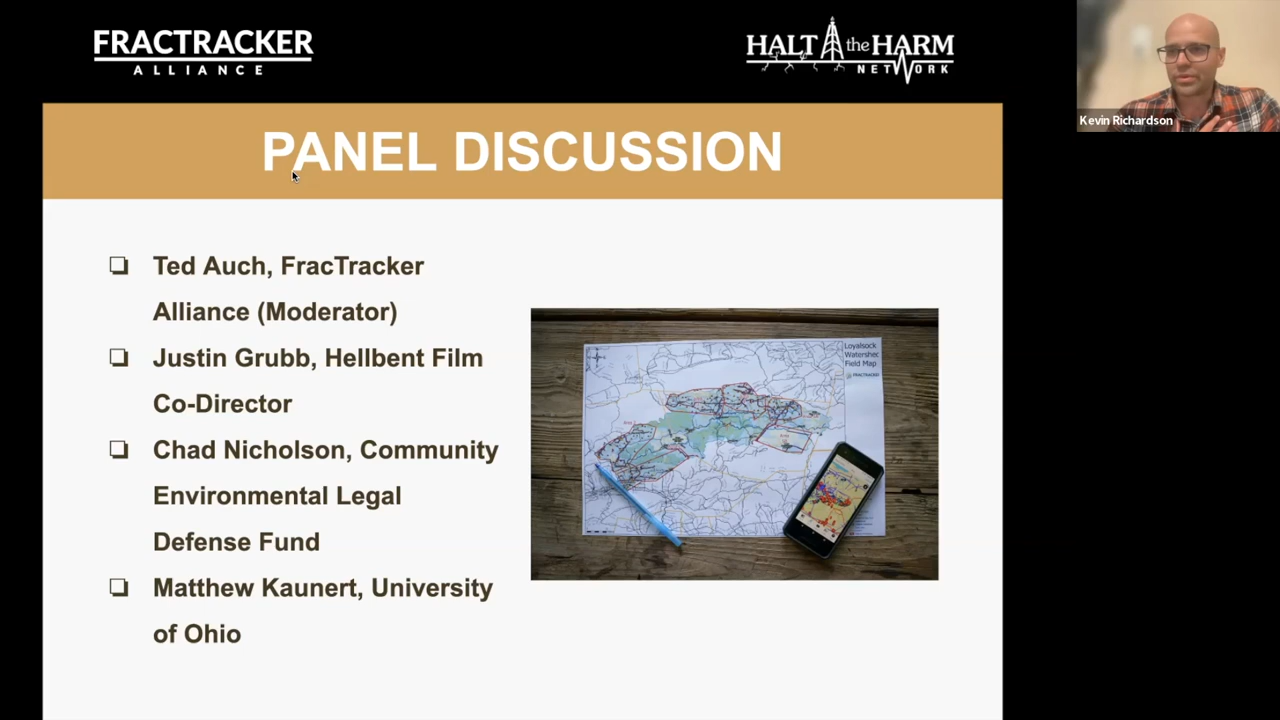 FRACTRACKER
ALLIANCE
HALT the HARM
NETWORK
Kevin Richardson
PANEL DISCUSSION
❏ Ted Auch, FracTracker
Alliance (Moderator)
❏ Justin Grubb, Hellbent Film
Co-Director
❏ Chad Nicholson, Community
Environmental Legal
Defense Fund
❏ Matthew Kaunert, University
of Ohio
Loyalsock
Watershed
Field Map
FRACTRACKER